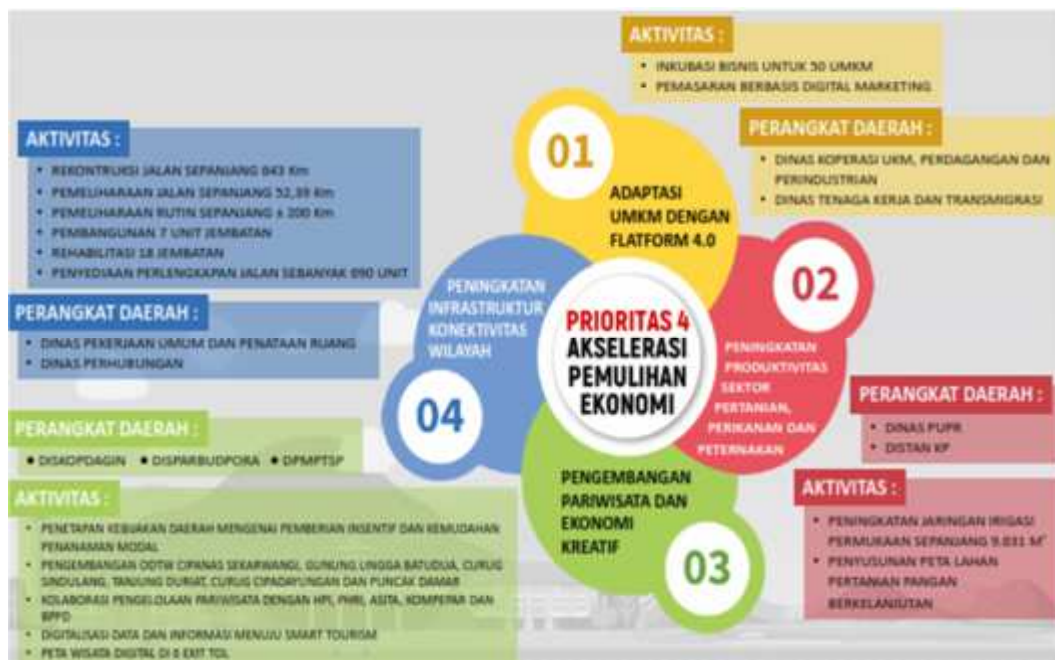 AKTIVITAS :
• INKUBASI BISNIS UNTUK 50 UMKM
• PEMASARAN BERBASIS DIGITAL MARKETING
PERANGKAT DAERAH :
• DINAS KOPERASI UKM, PERDAGANGAN DAN
PERINDUSTRIAN
• DINAS TENAGA KERJA DAN TRANSMIGRASI
01
ADAPTASI
UMKM DENGAN
FLATFORM 4.0
AKTIVITAS :
• REKONTRUKSI JALAN SEPANJANG 643 Km
• PEMELIHARAAN JALAN SEPANJANG 52,39 Km
• PEMELIHARAAN RUTIN SEPANJANG ± 200 Km
• PEMBANGUNAN 7 UNIT JEMBATAN
• REHABILITASI 18 JEMBATAN
• PENYEDIAAN PERLENGKAPAN JALAN SEBANYAK 690 UNIT
PERANGKAT DAERAH :
• DINAS PEKERJAAN UMUM DAN PENATAAN RUANG
• DINAS PERHUBUNGAN
PENINGKATAN
INFRASTRUKTUR
KONEKTIVITAS
WILAYAH
04
PRIORITAS 4
AKSELERASI
PEMULIHAN
EKONOMI
02
PENINGKATAN
PRODUKTIVITAS
SEKTOR
PERTANIAN,
PERIKANAN DAN
PETERNAKAN
PERANGKAT DAERAH :
• DINAS PUPR
• DISTAN KP
AKTIVITAS :
• PENINGKATAN JARINGAN IRIGASI
PERMUKAAN SEPANJANG 9.031 M'
• PENYUSUNAN PETA LAHAN
PERTANIAN PANGAN
BERKELANJUTAN
PENGEMBANGAN
PARIWISATA DAN
EKONOMI
KREATIF
03
PERANGKAT DAERAH :
• DISKOPDAGIN • DISPARBUDPORA • DPMPTSP
AKTIVITAS :
• PENETAPAN KEBIJAKAN DAERAH MENGENAI PEMBERIAN INSENTIF DAN KEMUDAHAN
PENANAMAN MODAL
• PENGEMBANGAN ODTW CIPANAS SEKARWANGI, GUNUNG LINGGA BATUDUA, CURUG
SINDULANG, TANJUNG DURIAT, CURUG CIPADAYUNGAN DAN PUNCAK DAMAR
• KOLABORASI PENGELOLAAN PARIWISATA DENGAN HPI, PHRI, ASITA, KOMPEPAR DAN
BPPD
• DIGITALISASI DATA DAN INFORMASI MENUJU SMART TOURISM
• PETA WISATA DIGITAL DI 6 EXIT TOL